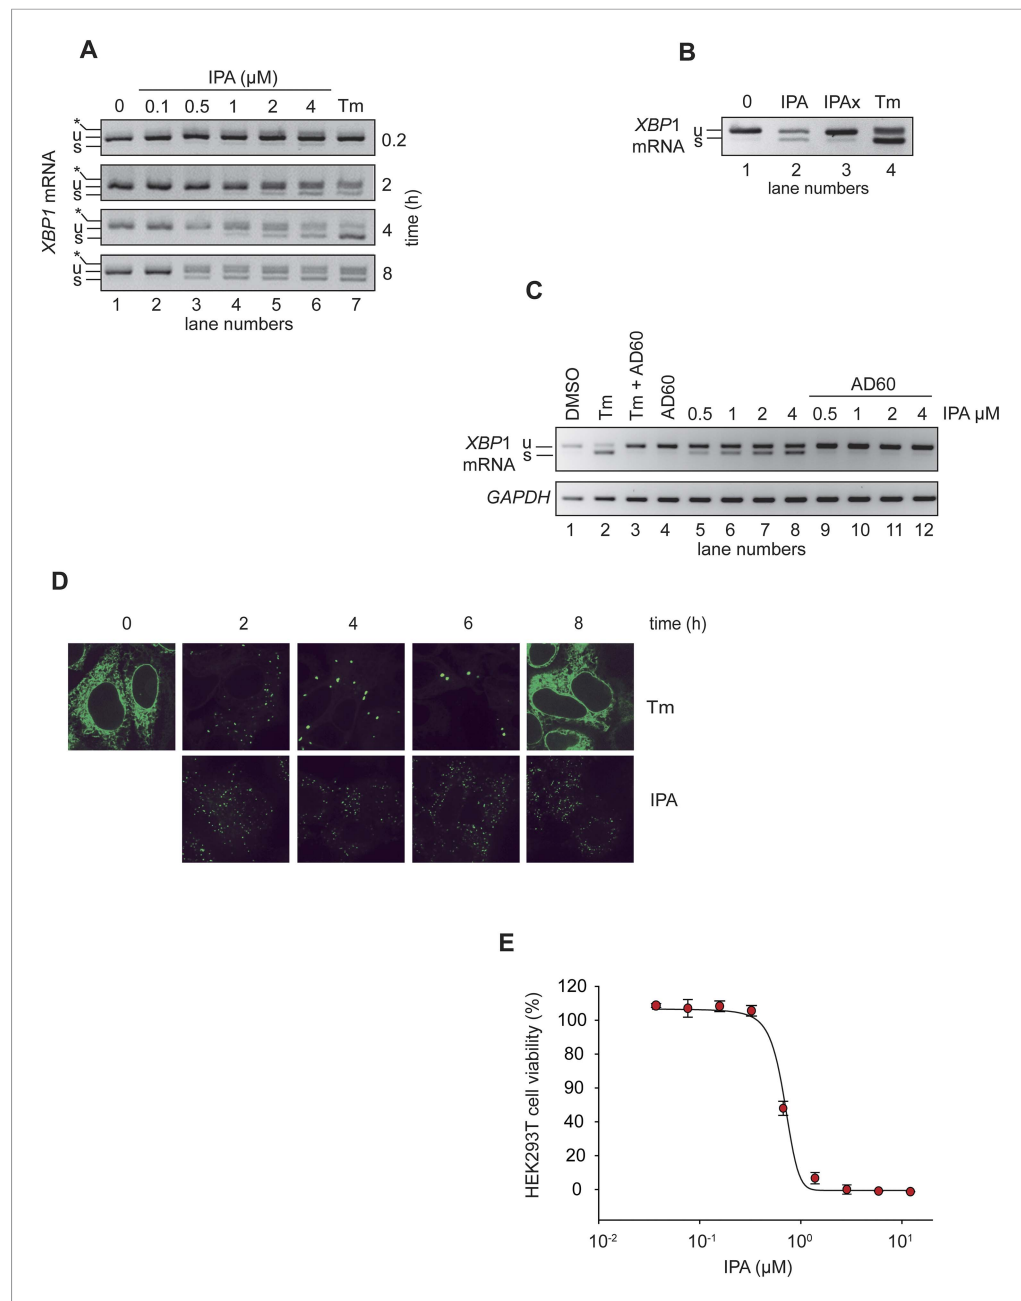 A
IPA (µM)
0 0.1 0.5 1 2 4 Tm
* u s 0.2
* u s 2
* u s 4
* u s 8
XBP1 mRNA
time (h)
1 2 3 4 5 6 7
lane numbers
B
0 IPA IPAx Tm
XBP1 u
mRNA s
1 2 3 4
lane numbers
C
DMSO Tm Tm + AD60 AD60
AD60
0.5 1 2 4 0.5 1 2 4 IPA µM
XBP1 u
mRNA s
GAPDH
1 2 3 4 5 6 7 8 9 10 11 12
lane numbers
D
0 2 4 6 8 time (h)
Tm
IPA
E
HEK293T cell viability (%)
120
100
80
90
40
20
0
10-2 10-1 10⁰ 10¹
IPA (µM)